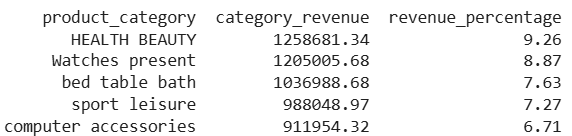 product_category category_revenue revenue_percentage
HEALTH BEAUTY 1258681.34 9.26
Watches present 1205005.68 8.87
bed table bath 1036988.68 7.63
sport leisure 988048.97 7.27
computer accessories 911954.32 6.71